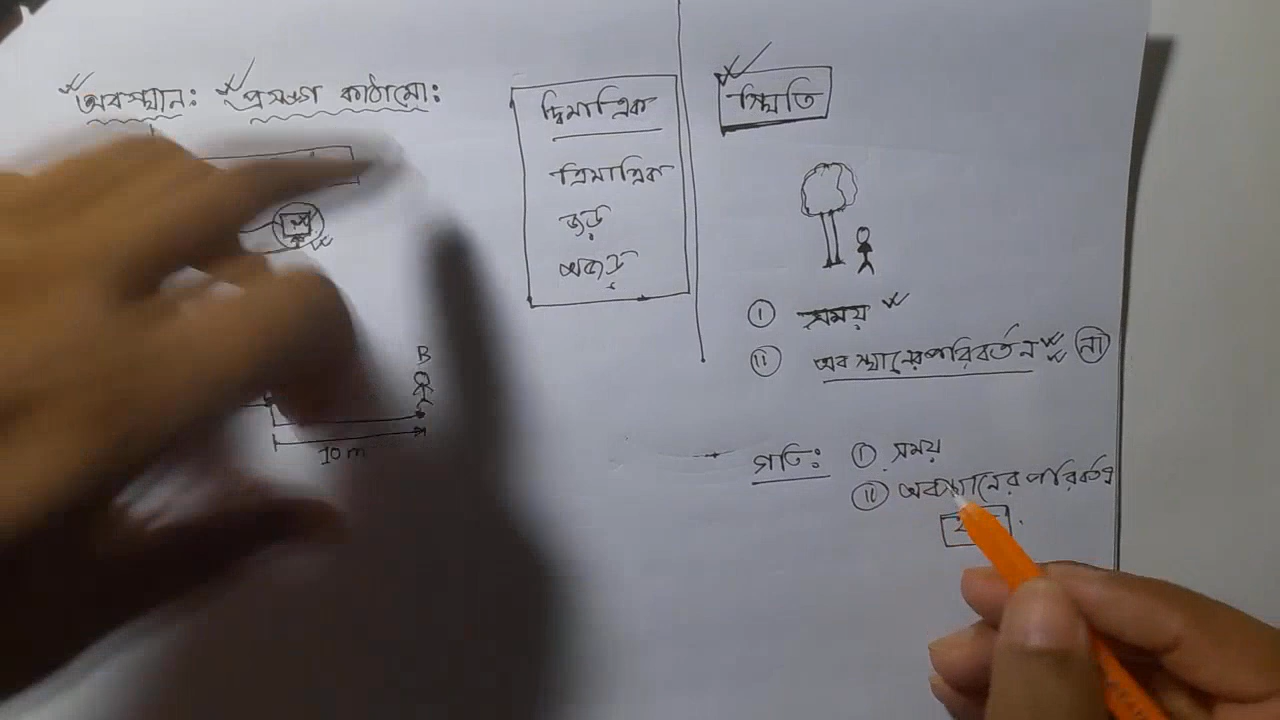 অবস্থান: প্রসঙ্গ কাঠামো:
দ্বিমাত্রিক
ত্রিমাত্রিক
জড়
অজড়
B
10 m
স্থিতি
i সময়
ii অবস্থানের পরিবর্তন না
গতি: i সময়
ii অবস্থানের পরিবর্তন